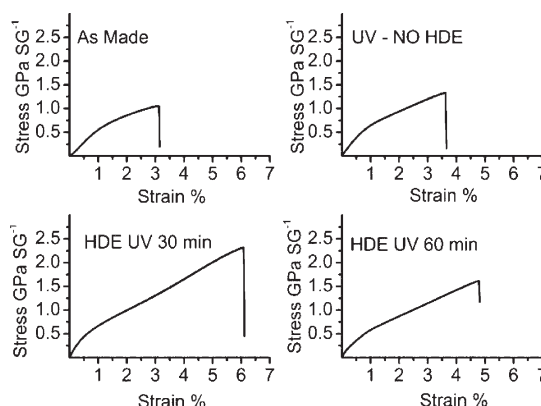 As Made
Stress GPa SG⁻¹
2.5
2.0
1.5
1.0
0.5
1 2 3 4 5 6 7
Strain %
UV - NO HDE
Stress GPa SG⁻¹
2.5
2.0
1.5
1.0
0.5
1 2 3 4 5 6 7
Strain %
HDE UV 30 min
Stress GPa SG⁻¹
2.5
2.0
1.5
1.0
0.5
1 2 3 4 5 6 7
Strain %
HDE UV 60 min
Stress GPa SG⁻¹
2.5
2.0
1.5
1.0
0.5
1 2 3 4 5 6 7
Strain %